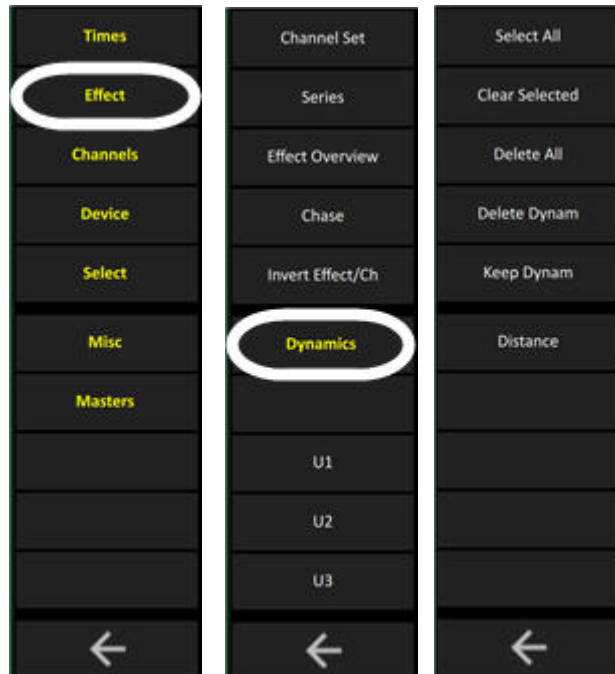 Times
Effect
Channels
Device
Select
Misc
Masters
Channel Set
Series
Effect Overview
Chase
Invert Effect/Ch
Dynamics
U1
U2
U3
Select All
Clear Selected
Delete All
Delete Dynam
Keep Dynam
Distance